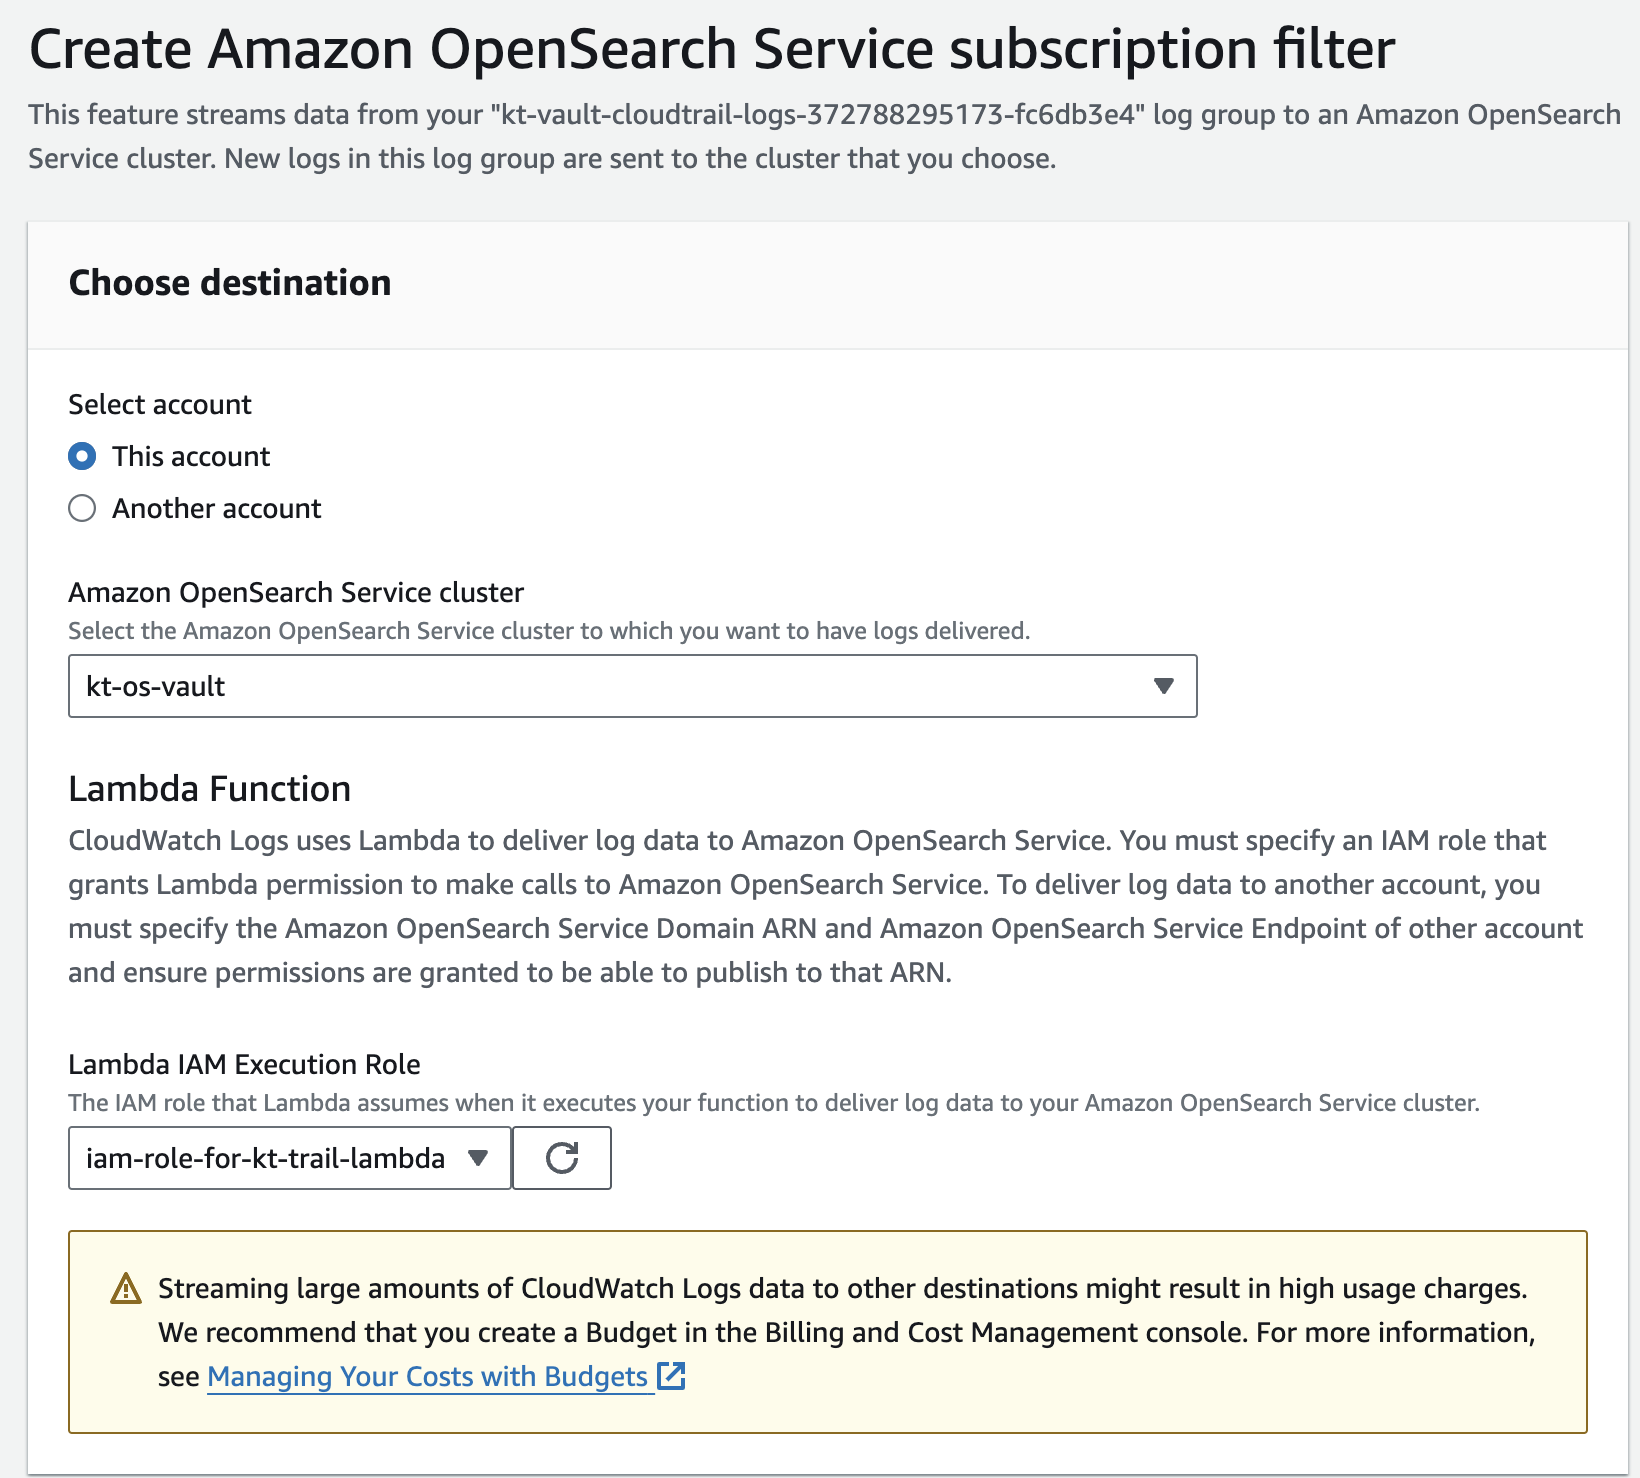 Create Amazon OpenSearch Service subscription filter
This feature streams data from your "kt-vault-cloudtrail-logs-372788295173-fc6db3e4" log group to an Amazon OpenSearch
Service cluster. New logs in this log group are sent to the cluster that you choose.
Choose destination
Select account
This account
Another account
Amazon OpenSearch Service cluster
Select the Amazon OpenSearch Service cluster to which you want to have logs delivered.
kt-os-vault
Lambda Function
CloudWatch Logs uses Lambda to deliver log data to Amazon OpenSearch Service. You must specify an IAM role that
grants Lambda permission to make calls to Amazon OpenSearch Service. To deliver log data to another account, you
must specify the Amazon OpenSearch Service Domain ARN and Amazon OpenSearch Service Endpoint of other account
and ensure permissions are granted to be able to publish to that ARN.
Lambda IAM Execution Role
The IAM role that Lambda assumes when it executes your function to deliver log data to your Amazon OpenSearch Service cluster.
iam-role-for-kt-trail-lambda
Streaming large amounts of CloudWatch Logs data to other destinations might result in high usage charges.
We recommend that you create a Budget in the Billing and Cost Management console. For more information,
see Managing Your Costs with Budgets